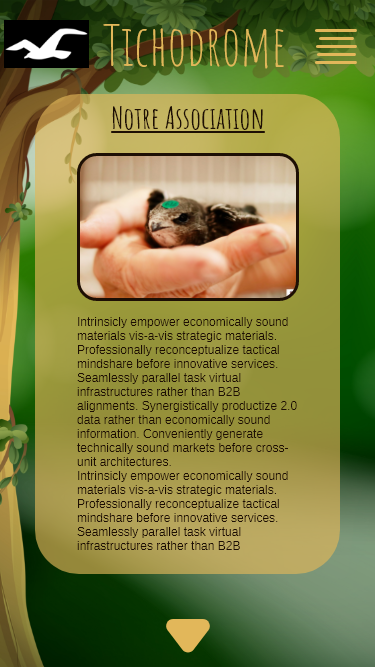 Tichodrome
Notre Association
Intrinsicly empower economically sound
materials vis-a-vis strategic materials.
Professionally reconceptualize tactical
mindshare before innovative services.
Seamlessly parallel task virtual
infrastructures rather than B2B
alignments. Synergistically productize 2.0
data rather than economically sound
information. Conveniently generate
technically sound markets before cross-
unit architectures.
Intrinsicly empower economically sound
materials vis-a-vis strategic materials.
Professionally reconceptualize tactical
mindshare before innovative services.
Seamlessly parallel task virtual
infrastructures rather than B2B